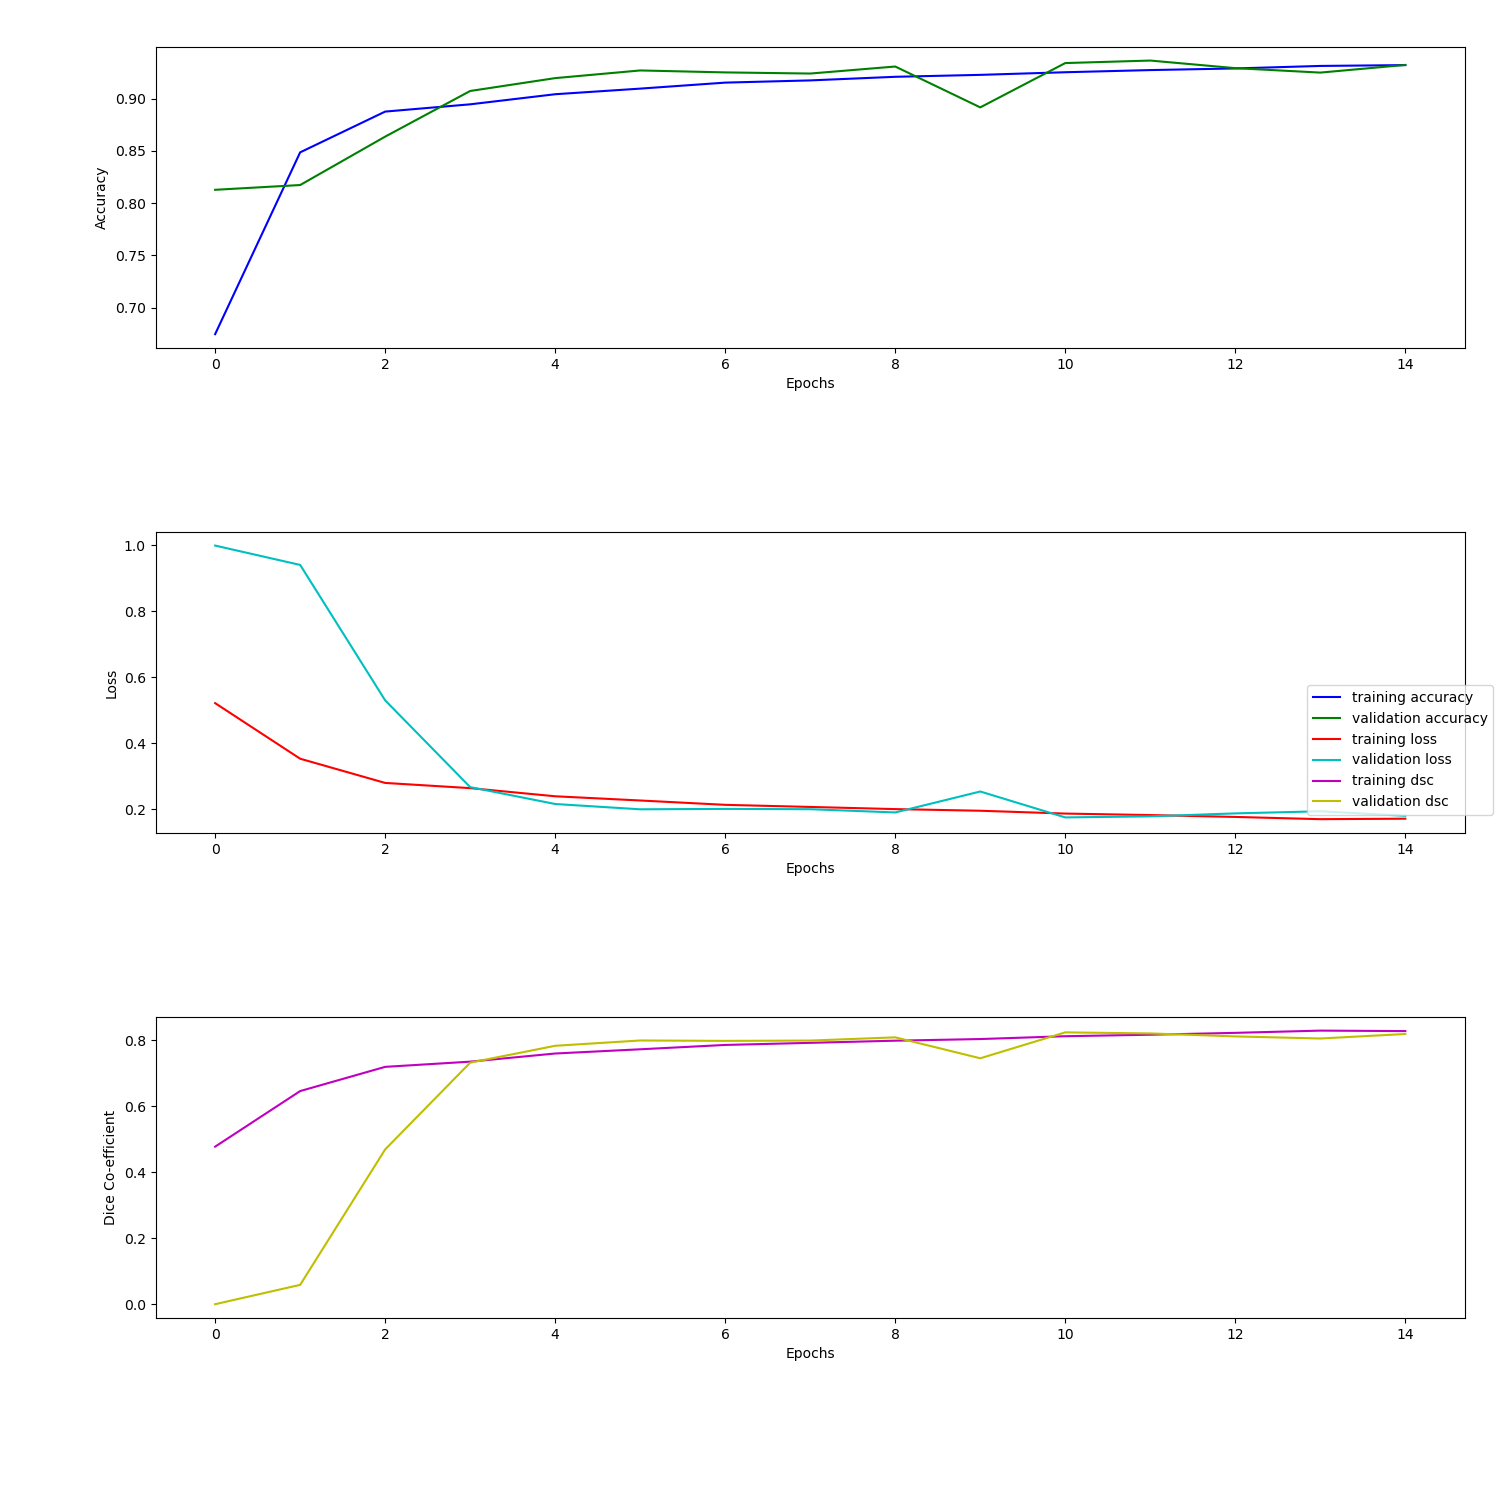 0.90
0.85
0.80
0.75
0.70
Accuracy
0 2 4 6 8 10 12 14
Epochs
1.0
0.8
0.6
0.4
0.2
Loss
training accuracy
validation accuracy
training loss
validation loss
training dsc
validation dsc
0 2 4 6 8 10 12 14
Epochs
0.8
0.6
0.4
0.2
0.0
Dice Co-efficient
0 2 4 6 8 10 12 14
Epochs